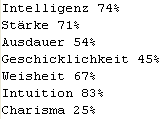 Intelligenz 74%
Stärke 71%
Ausdauer 54%
Geschicklichkeit 45%
Weisheit 67%
Intuition 83%
Charisma 25%